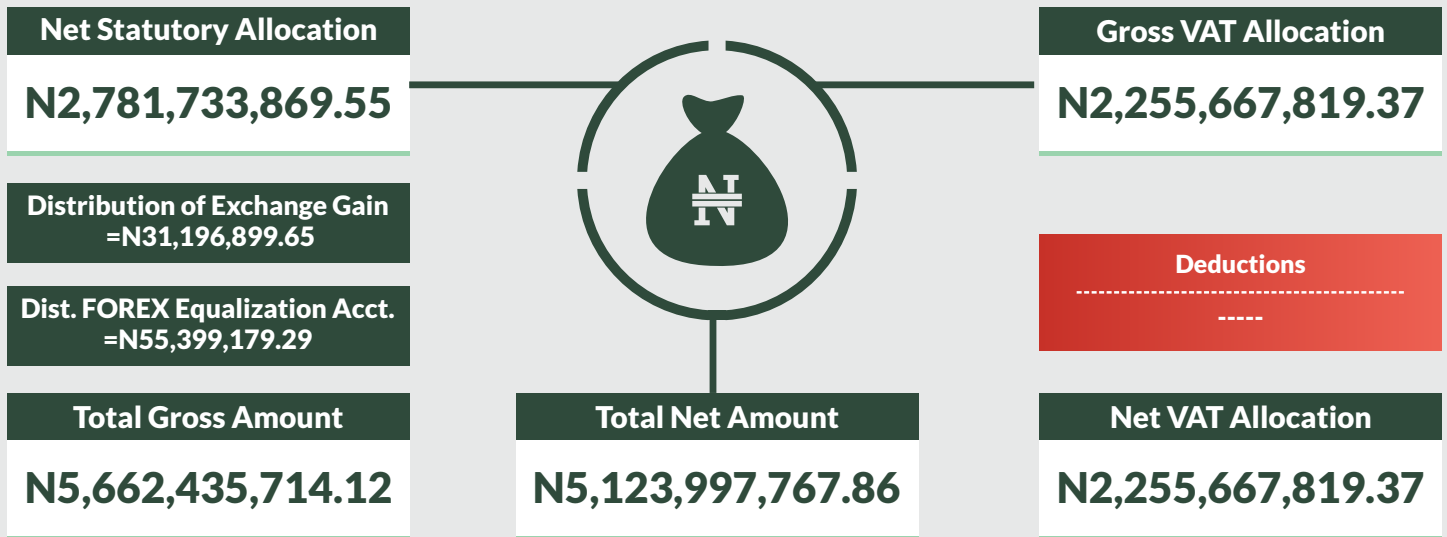 Net Statutory Allocation
N2,781,733,869.55
Distribution of Exchange Gain
=N31,196,899.65
Dist. FOREX Equalization Acct.
=N55,399,179.29
Total Gross Amount
N5,662,435,714.12
₦
Total Net Amount
N5,123,997,767.86
Gross VAT Allocation
N2,255,667,819.37
Deductions
--------------------------------------------
-----
Net VAT Allocation
N2,255,667,819.37